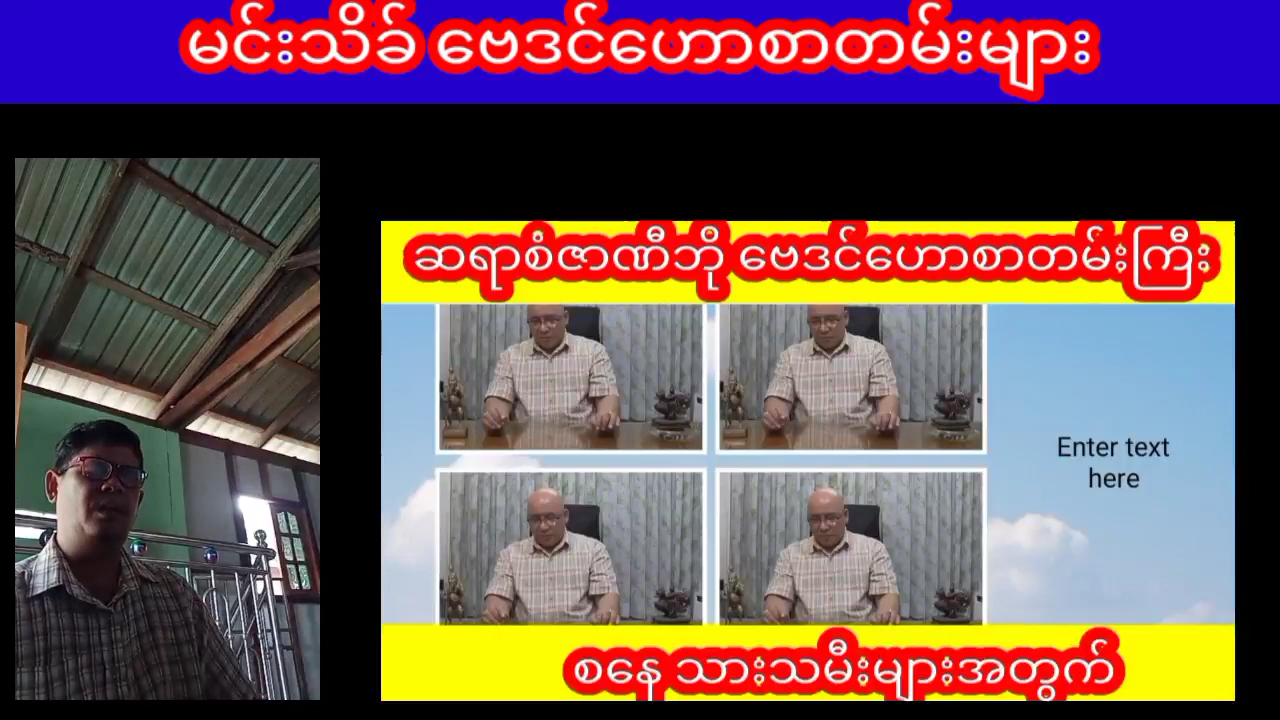 မင်းသိခ် ဗေဒင်ဟောစာတမ်းများ
ဆရာစံဇာဏီဘို ဗေဒင်ဟောစာတမ်းကြီး
Enter text
here
စနေ သားသမီးများအတွက်